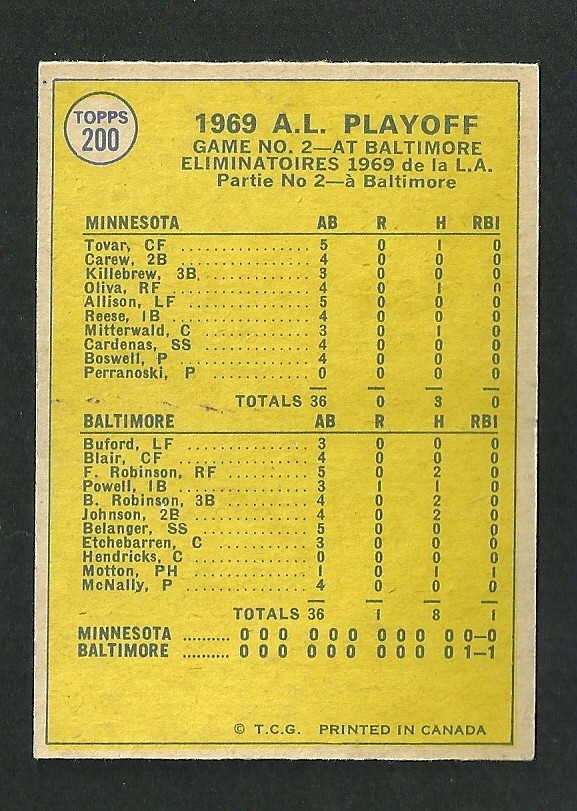 TOPPS
200
1969 A.L. PLAYOFF
GAME NO. 2—AT BALTIMORE
ELIMINATOIRES 1969 de la L.A.
Partie No 2—à Baltimore
MINNESOTA AB R H RBI
Tovar, CF 5 0 1 0
Carew, 2B 4 0 0 0
Killebrew, 3B 3 0 0 0
Oliva, RF 4 0 1 0
Allison, LF 5 0 0 0
Reese, 1B 4 0 0 0
Mitterwald, C 3 0 1 0
Cardenas, SS 4 0 0 0
Boswell, P 4 0 0 0
Perranoski, P 0 0 0 0
TOTALS 36 0 3 0
BALTIMORE AB R H RBI
Buford, LF 3 0 0 0
Blair, CF 4 0 0 0
F. Robinson, RF 5 0 2 0
Powell, 1B 3 1 1 0
B. Robinson, 3B 4 0 2 0
Johnson, 2B 4 0 2 0
Belanger, SS 5 0 0 0
Etchebarren, C 3 0 0 0
Hendricks, C 0 0 0 0
Motton, PH 1 0 1 1
McNally, P 4 0 0 0
TOTALS 36 1 8 1
MINNESOTA .......... 0 0 0 0 0 0 0 0 0 0 0—0
BALTIMORE .......... 0 0 0 0 0 0 0 0 0 0 1—1
© T.C.G. PRINTED IN CANADA